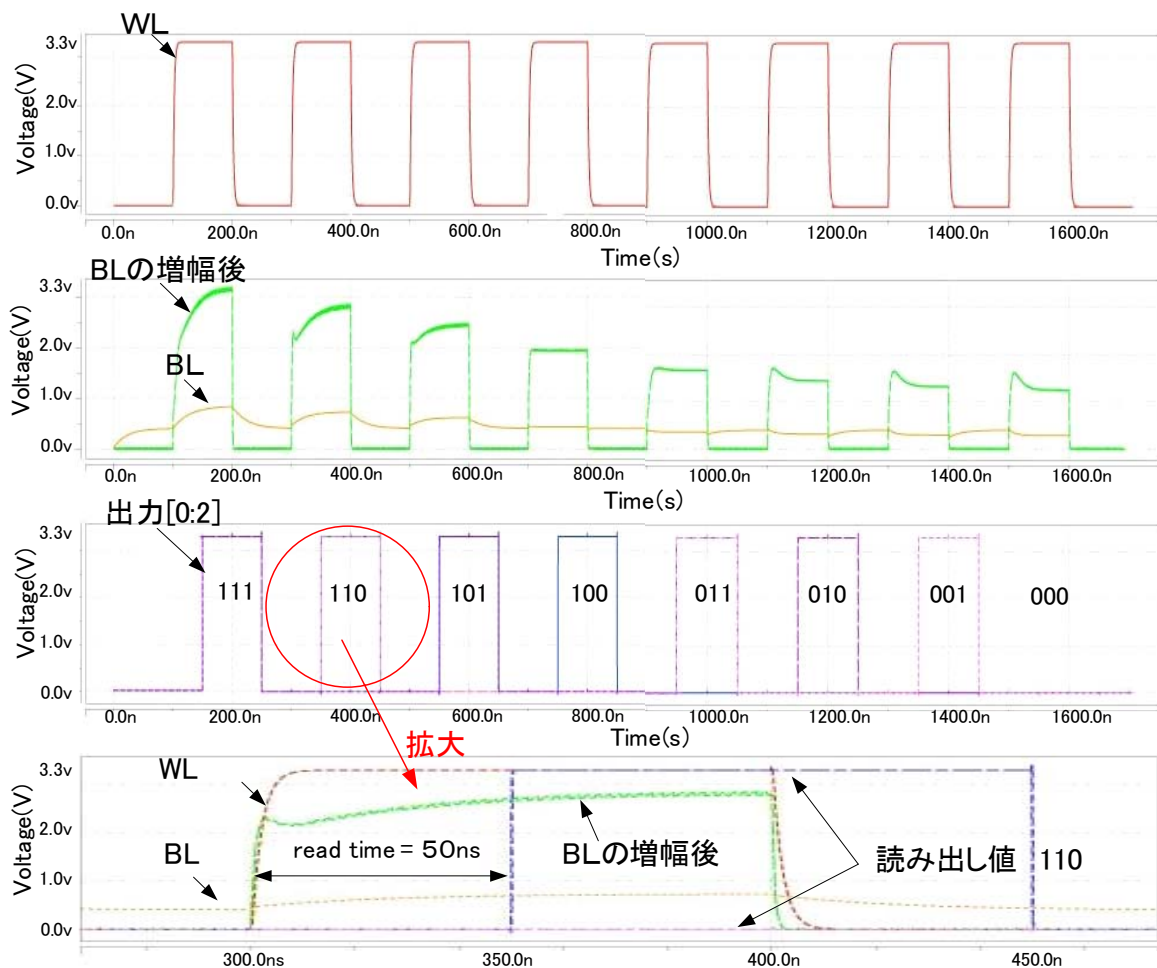 WL
3.3v
2.0v
1.0v
0.0v
Voltage(V)
0.0n 200.0n 400.0n 600.0n 800.0n 1000.0n 1200.0n 1400.0n 1600.0n
Time(s)
BLの増幅後
3.3v
2.0v
1.0v
0.0v
Voltage(V)
BL
0.0n 200.0n 400.0n 600.0n 800.0n 1000.0n 1200.0n 1400.0n 1600.0n
Time(s)
出力[0:2]
3.3v
2.0v
1.0v
0.0v
Voltage(V)
111 110 101 100 011 010 001 000
0.0n 200.0n 400.0n 600.0n 800.0n 1000.0n 1200.0n 1400.0n 1600.0n
Time(s)
拡大
3.3v
2.0v
1.0v
0.0v
Voltage(V)
WL
BL
read time = 50ns
BLの増幅後
読み出し値 110
300.0ns 350.0n 400.0n 450.0n